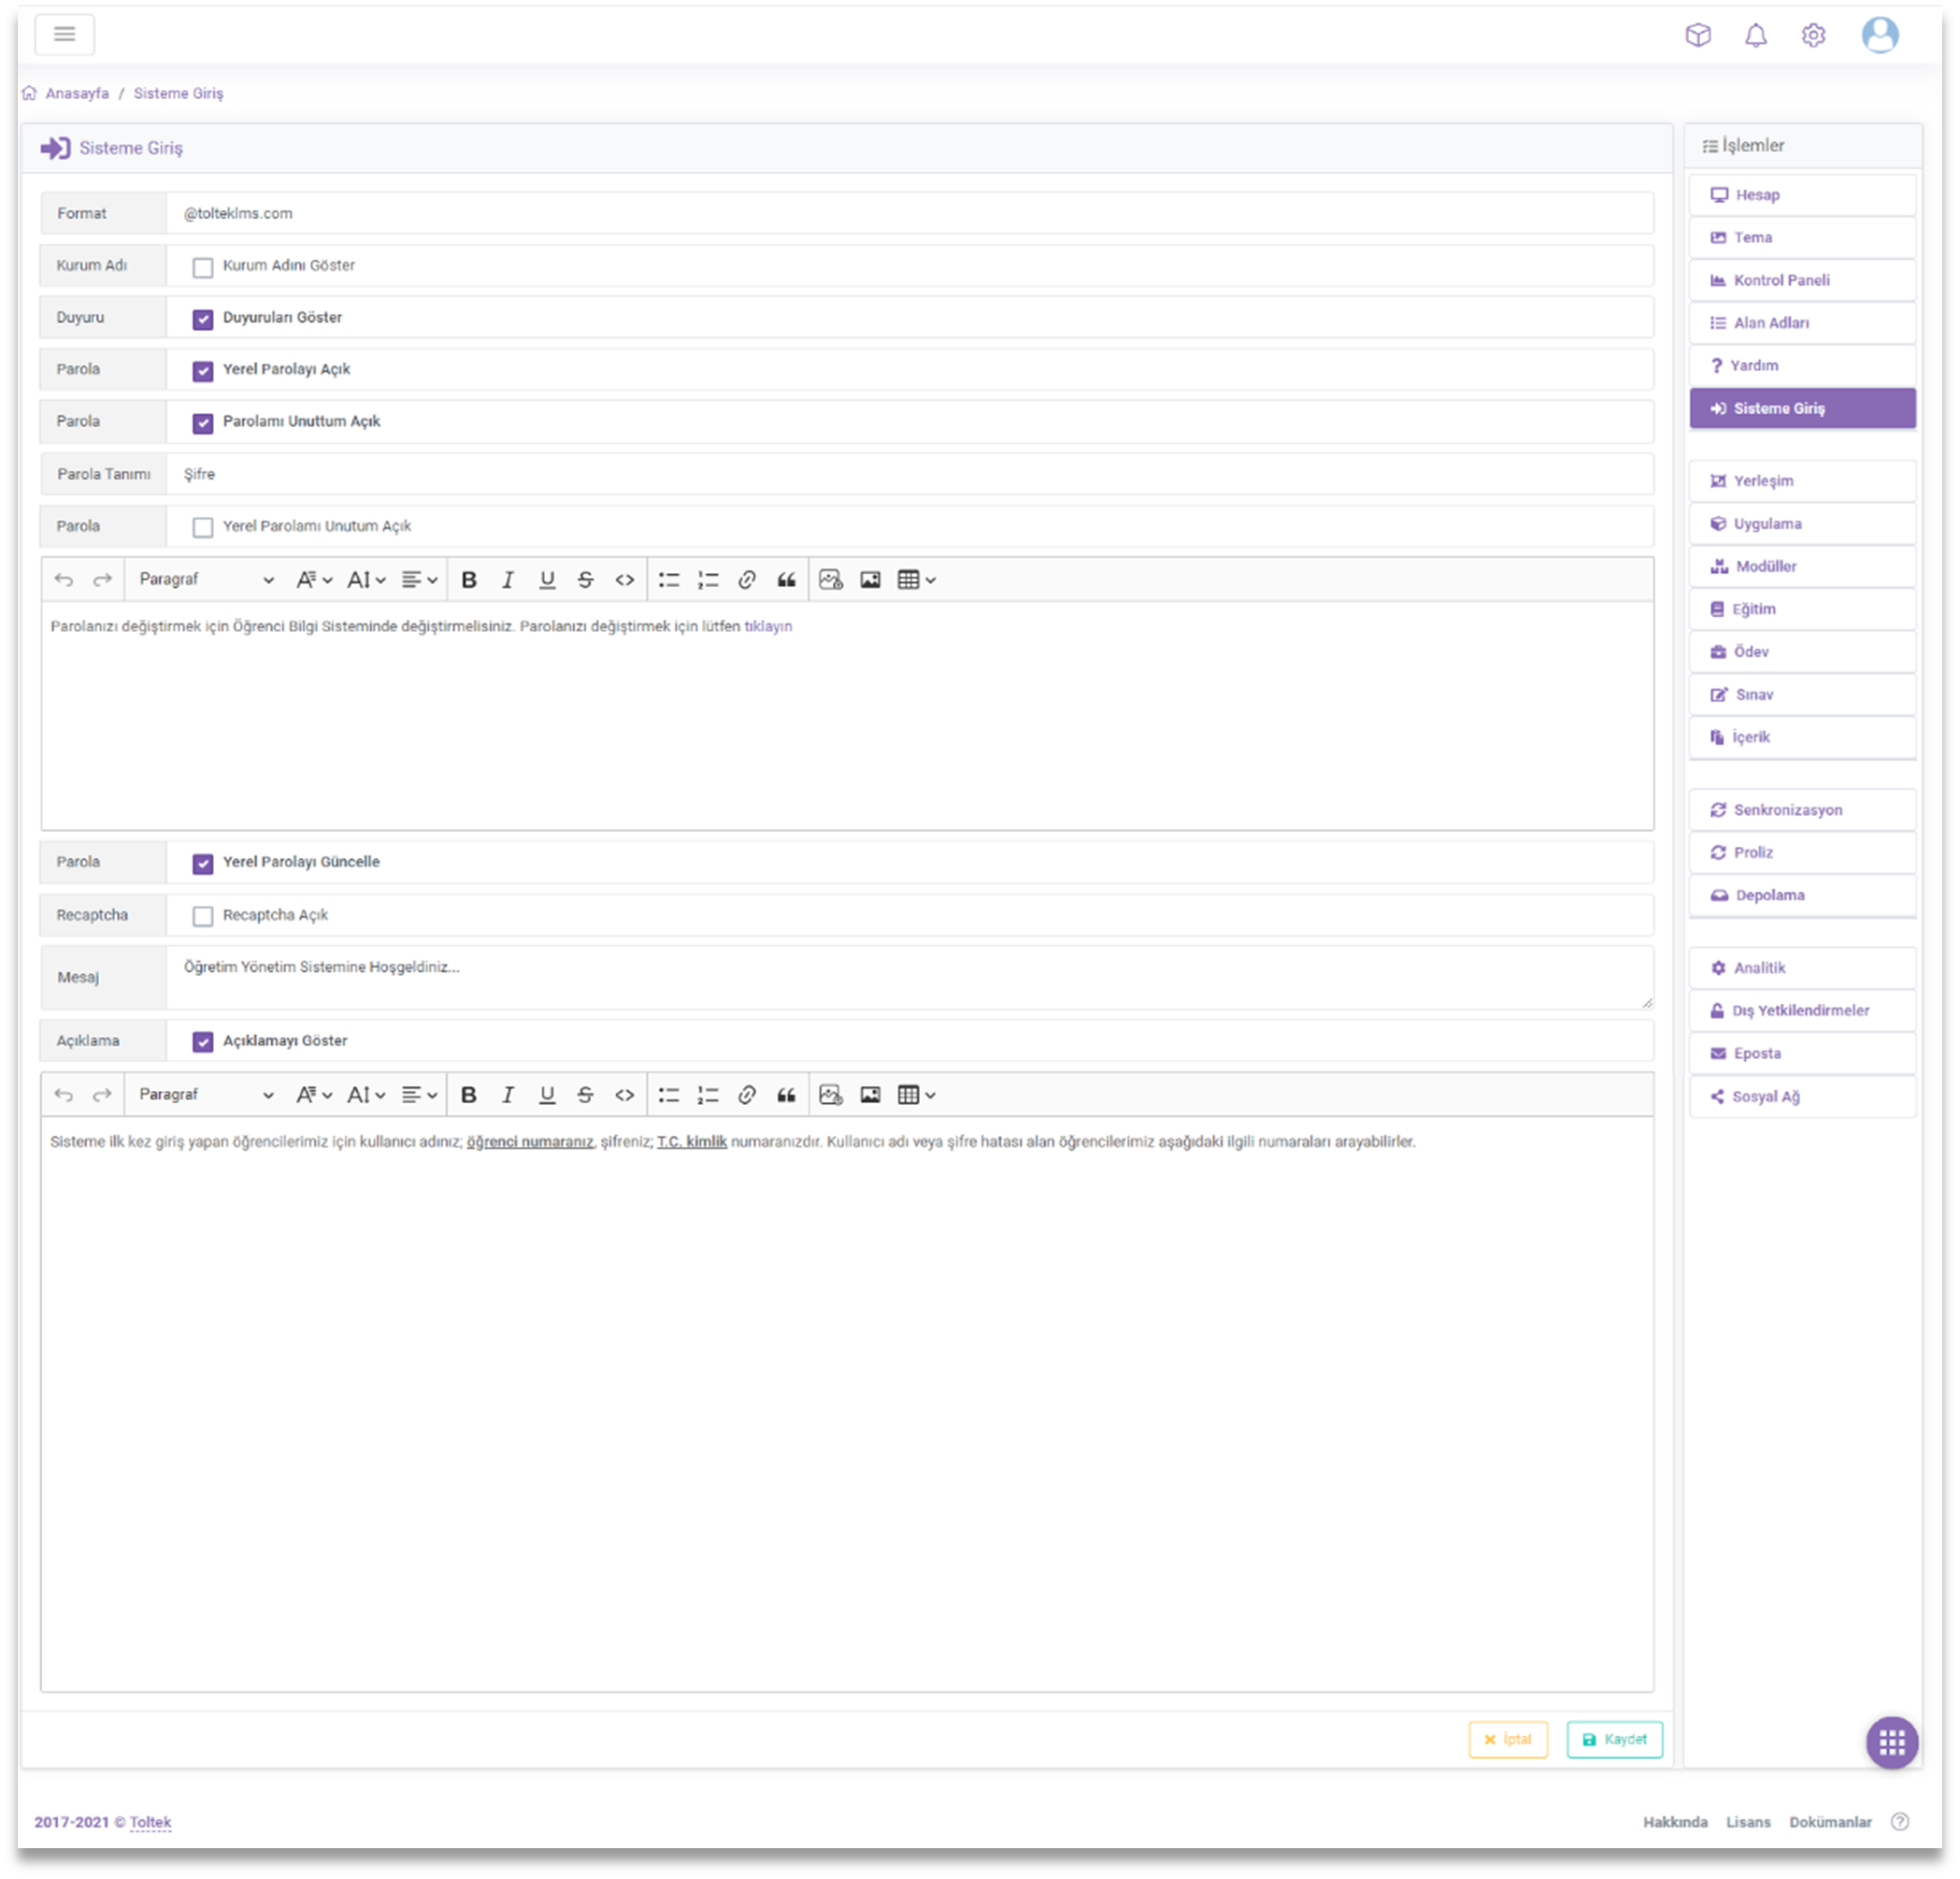 Anasayfa / Sisteme Giriş
Sisteme Giriş
Format @tolteklms.com
Kurum Adı Kurum Adını Göster
Duyuru Duyuruları Göster
Parola Yerel Parolayı Açık
Parola Parolamı Unuttum Açık
Parola Tanımı Şifre
Parola Yerel Parolamı Unutum Açık
Paragraf
Parolanızı değiştirmek için Öğrenci Bilgi Sisteminde değiştirmelisiniz. Parolanızı değiştirmek için lütfen tıklayın
Parola Yerel Parolayı Güncelle
Recaptcha Recaptcha Açık
Mesaj Öğretim Yönetim Sistemine Hoşgeldiniz...
Açıklama Açıklamayı Göster
Paragraf
Sisteme ilk kez giriş yapan öğrencilerimiz için kullanıcı adınız; öğrenci numaranız, şifreniz; T.C. kimlik numaranızdır. Kullanıcı adı veya şifre hatası alan öğrencilerimiz aşağıdaki ilgili numaraları arayabilirler.
İptal Kaydet
İşlemler
Hesap
Tema
Kontrol Paneli
Alan Adları
Yardım
Sisteme Giriş
Yerleşim
Uygulama
Modüller
Eğitim
Ödev
Sınav
İçerik
Senkronizasyon
Proliz
Depolama
Analitik
Dış Yetkilendirmeler
Eposta
Sosyal Ağ
2017-2021 © Toltek
Hakkında Lisans Dokümanlar